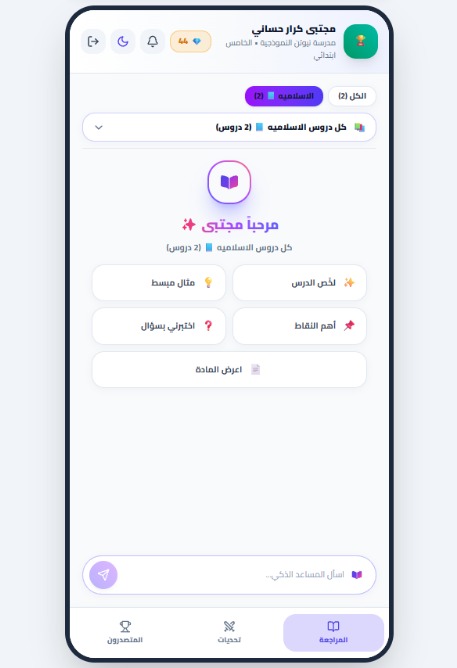 مجتبى كرار حساني
مدرسة نيوتن النموذجية • الخامس
ابتدائي
44
الكل (2)
الاسلاميه (2)
كل دروس الاسلاميه (2 دروس)
مرحباً مجتبى
كل دروس الاسلاميه (2 دروس)
لخّص الدرس
مثال مبسط
أهم النقاط
اختبرني بسؤال
اعرض المادة
اسأل المساعد الذكي...
المراجعة
تحديات
المتصدرون